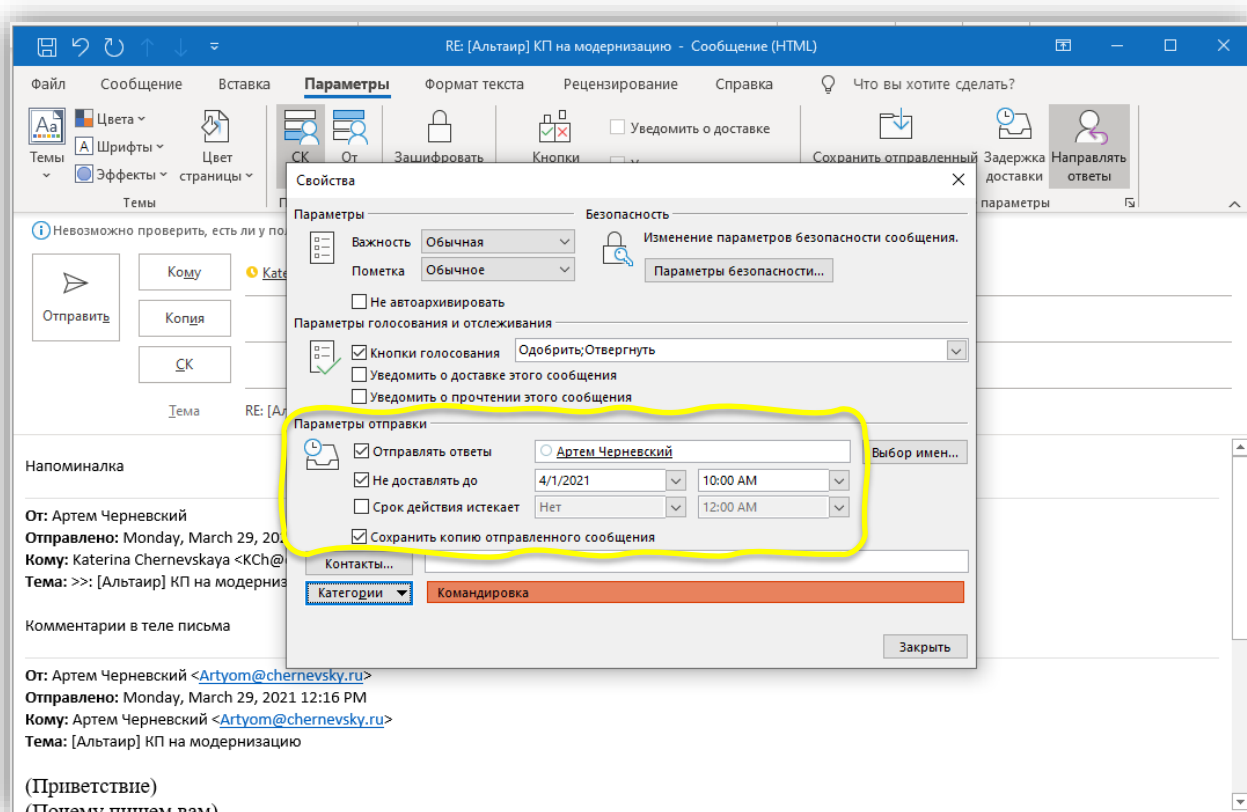 RE: [Альтаир] КП на модернизацию - Сообщение (HTML)
Файл Сообщение Вставка Параметры Формат текста Рецензирование Справка Что вы хотите сделать?
Aa Цвета
A Шрифты
Эффекты
Темы
Цвет страницы
СК От Зашифровать Кнопки
Уведомить о доставке
Сохранить отправленный Задержка доставки Направлять ответы
Темы параметры
Невозможно проверить, есть ли у
Отправить
Кому
Копия
СК
Тема RE:
Свойства
Параметры Безопасность
Важность Обычная Изменение параметров безопасности сообщения.
Пометка Обычное Параметры безопасности...
Не автоархивировать
Параметры голосования и отслеживания
Кнопки голосования Одобрить;Отвергнуть
Уведомить о доставке этого сообщения
Уведомить о прочтении этого сообщения
Параметры отправки
Отправлять ответы Артем Черневский Выбор имен...
Не доставлять до 4/1/2021 10:00 AM
Срок действия истекает Нет 12:00 AM
Сохранить копию отправленного сообщения
Контакты...
Категории Командировка
Закрыть
Напоминалка
От: Артем Черневский
Отправлено: Monday, March 29,
Кому: Katerina Chernevskaya <KCh@
Тема: >>: [Альтаир] КП на
Комментарии в теле письма
От: Артем Черневский <Artyom@chernevsky.ru>
Отправлено: Monday, March 29, 2021 12:16 PM
Кому: Артем Черневский <Artyom@chernevsky.ru>
Тема: [Альтаир] КП на модернизацию
(Приветствие)
(Почему пишем вам)